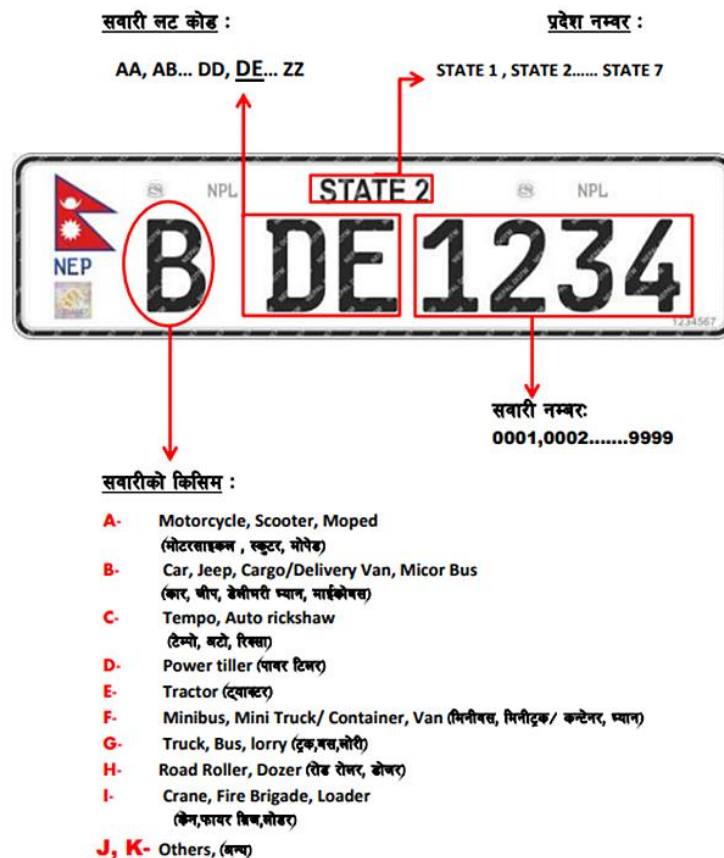 सवारी लट कोड :
प्रदेश नम्बर :
AA, AB... DD, DE... ZZ
STATE 1 , STATE 2...... STATE 7
NPL
STATE 2
NPL
NEP
B DE 1234
1234567
सवारी नम्बर:
0001,0002.......9999
सवारीको किसिम :
A- Motorcycle, Scooter, Moped
(मोटरसाइकल , स्कुटर, मोपेड)
B- Car, Jeep, Cargo/Delivery Van, Micor Bus
(कार, जीप, डेलीभरी भ्यान, माईक्रोबस)
C- Tempo, Auto rickshaw
(टेम्पो, अटो, रिक्सा)
D- Power tiller (पावर टिलर)
E- Tractor (ट्याक्टर)
F- Minibus, Mini Truck/ Container, Van (मिनीबस, मिनीट्रक/ कन्टेनर, भ्यान)
G- Truck, Bus, lorry (ट्रक,बस,लोरी)
H- Road Roller, Dozer (रोड रोलर, डोजर)
I- Crane, Fire Brigade, Loader
(क्रेन,फायर ब्रिज,लोडर)
J, K- Others, (अन्य)